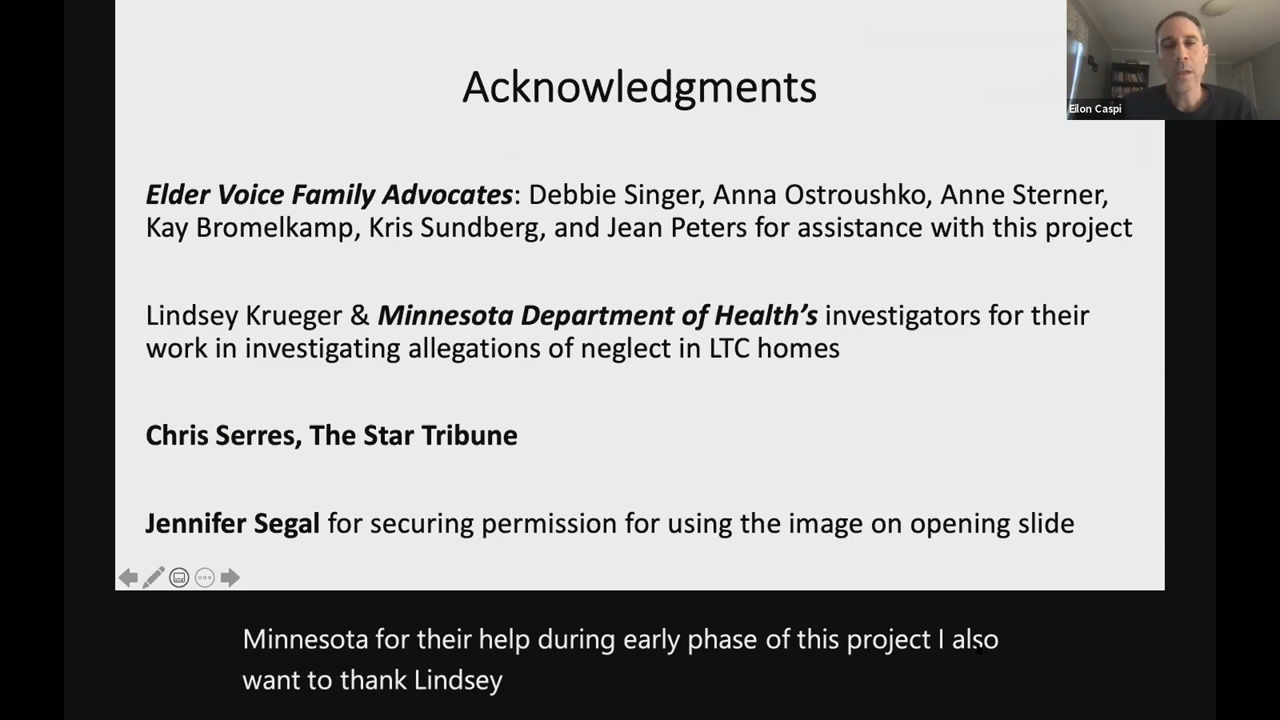 Acknowledgments
Eilon Caspi
Elder Voice Family Advocates: Debbie Singer, Anna Ostroushko, Anne Sterner,
Kay Bromelkamp, Kris Sundberg, and Jean Peters for assistance with this project
Lindsey Krueger & Minnesota Department of Health’s investigators for their
work in investigating allegations of neglect in LTC homes
Chris Serres, The Star Tribune
Jennifer Segal for securing permission for using the image on opening slide
Minnesota for their help during early phase of this project I also
want to thank Lindsey